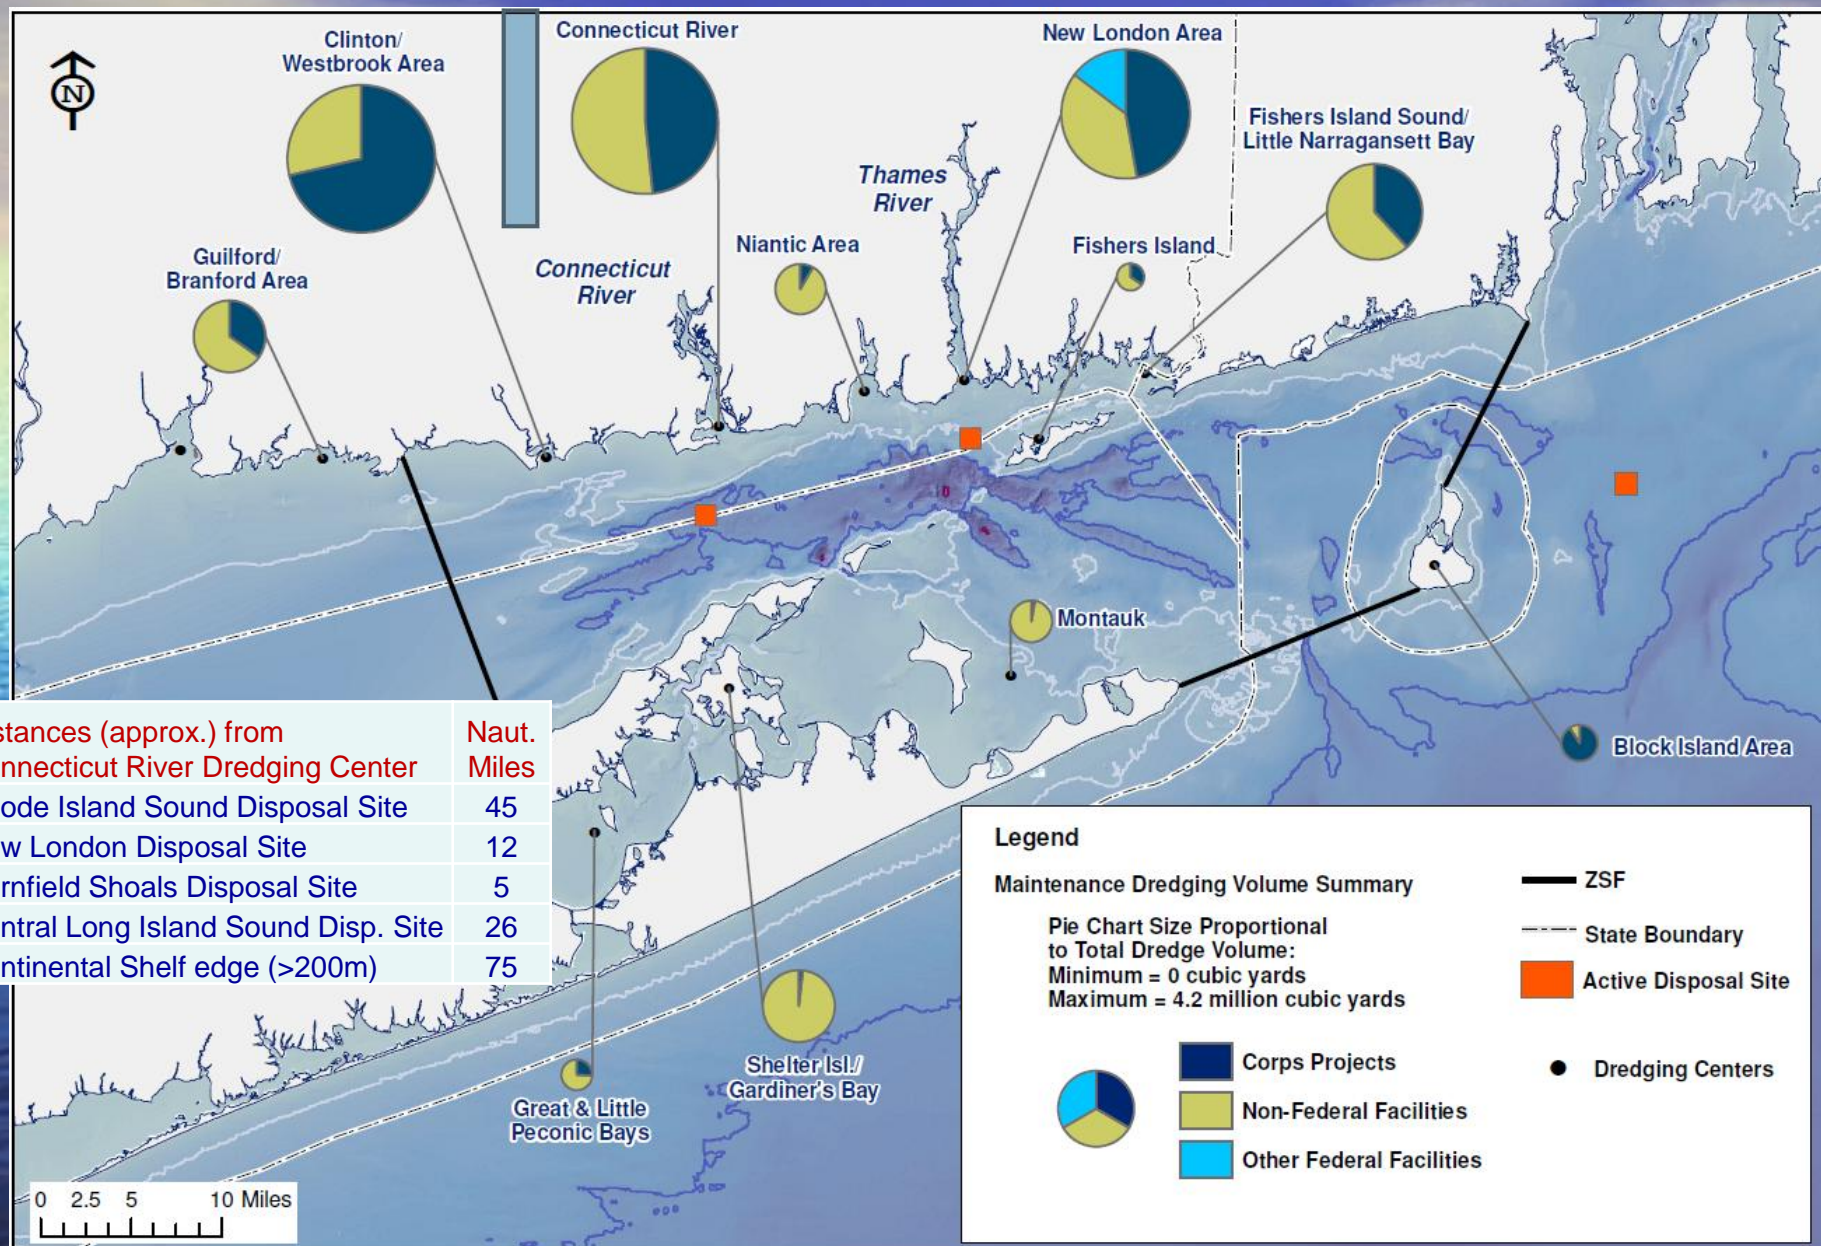 Clinton/
Westbrook Area
Connecticut River
New London Area
Fishers Island Sound/
Little Narragansett Bay
N
Thames
River
Guilford/
Branford Area
Connecticut
River
Niantic Area
Fishers Island
Montauk
Block Island Area
stances (approx.) from
nnecticut River Dredging Center
Naut.
Miles
ode Island Sound Disposal Site 45
w London Disposal Site 12
rnfield Shoals Disposal Site 5
ntral Long Island Sound Disp. Site 26
ntinental Shelf edge (>200m) 75
Shelter Isl./
Gardiner's Bay
Great & Little
Peconic Bays
0 2.5 5 10 Miles
Legend
Maintenance Dredging Volume Summary
Pie Chart Size Proportional
to Total Dredge Volume:
Minimum = 0 cubic yards
Maximum = 4.2 million cubic yards
Corps Projects
Non-Federal Facilities
Other Federal Facilities
ZSF
State Boundary
Active Disposal Site
Dredging Centers